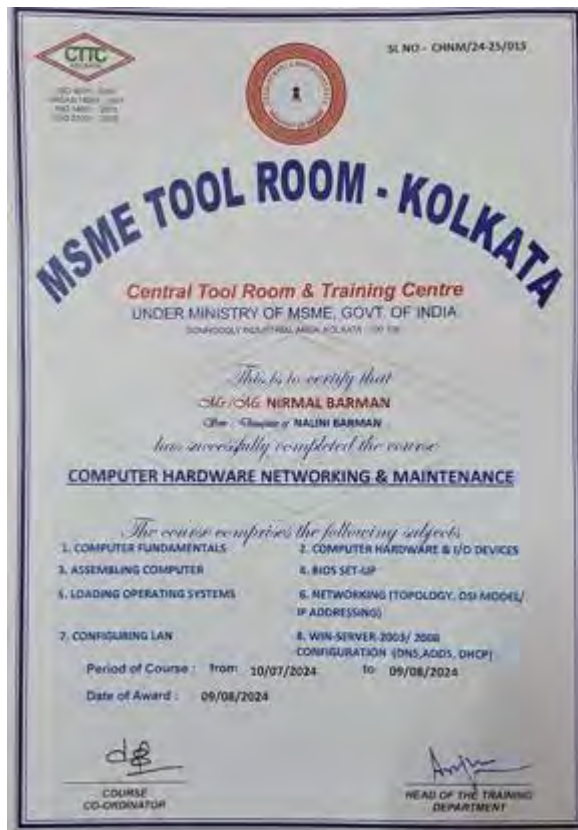 CTTC
SL NO - CHNM/24-25/013
MSME TOOL ROOM - KOLKATA
Central Tool Room & Training Centre
UNDER MINISTRY OF MSME, GOVT. OF INDIA
This is to certify that
NIRMAL BARMAN
NALINI BARMAN
has successfully completed the course
COMPUTER HARDWARE NETWORKING & MAINTENANCE
The course comprises the following subjects
1. COMPUTER FUNDAMENTALS
2. COMPUTER HARDWARE & I/O DEVICES
3. ASSEMBLING COMPUTER
4. BIOS SET-UP
LOADING OPERATING SYSTEMS
6. NETWORKING (TOPOLOGY, OSI MODEL/
IP ADDRESSING)
7. CONFIGURING LAN
8. WIN-SERVER-2003/ 2008
CONFIGURATION (DNS,ADDS, DHCP)
Period of Course : from 10/07/2024 to 09/08/2024
Date of Award : 09/08/2024
COURSE
CO-ORDINATOR
HEAD OF THE TRAINING
DEPARTMENT